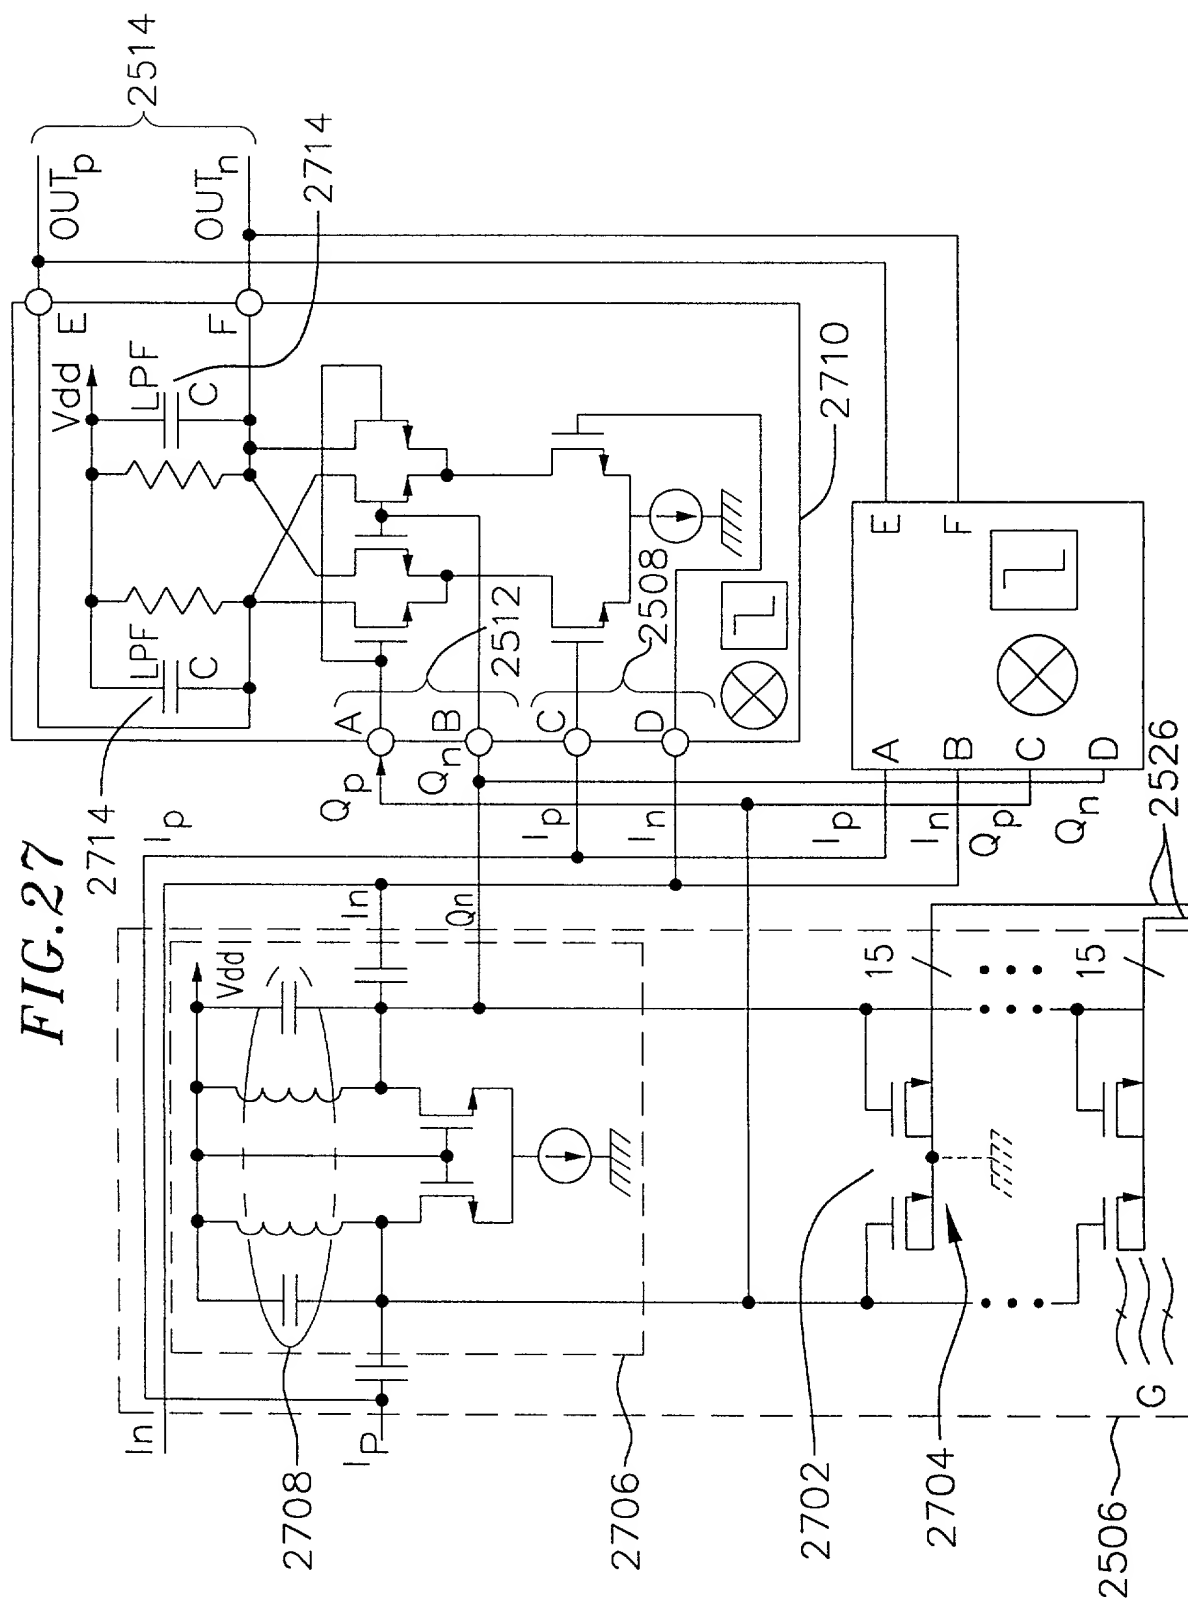 FIG.27
2514
OUTp
OUTn
2714
E
F
Vdd
LPF
C
LPF
C
2714
2710
2512
2508
A
B
C
D
Qp
Qn
Ip
In
Ip
In
Qn
Ip
In
Qp
Qn
A
B
C
D
E
F
2526
Vdd
15
15
In
Ip
2708
2706
2702
2704
G
2506